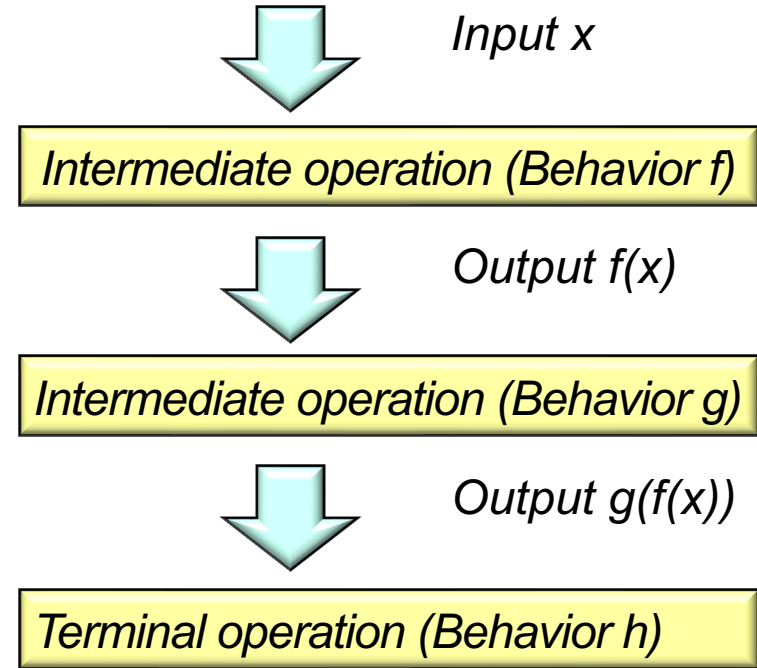 Input x
Intermediate operation (Behavior f)
Output f(x)
Intermediate operation (Behavior g)
Output g(f(x))
Terminal operation (Behavior h)